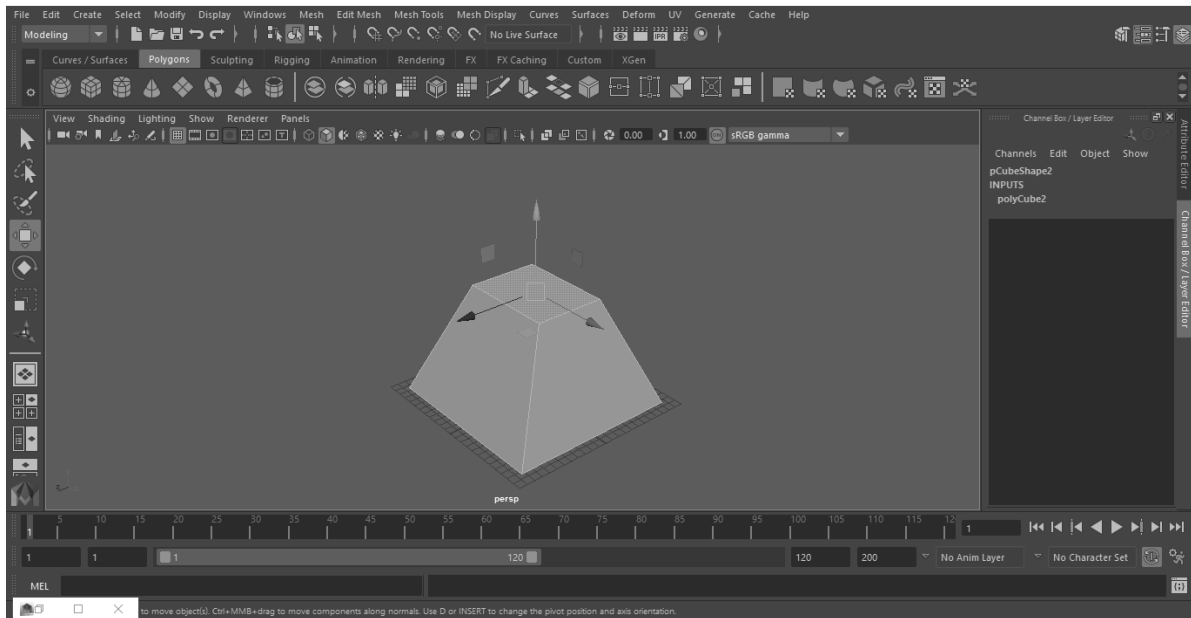 File Edit Create Select Modify Display Windows Mesh Edit Mesh Mesh Tools Mesh Display Curves Surfaces Deform UV Generate Cache Help
Modeling No Live Surface IPR
Curves / Surfaces Polygons Sculpting Rigging Animation Rendering FX FX Caching Custom XGen
View Shading Lighting Show Renderer Panels
0.00 1.00 ON sRGB gamma
Channel Box / Layer Editor
Channels Edit Object Show
pCubeShape2
INPUTS
polyCube2
Attribute Editor
Channel Box / Layer Editor
persp
1 5 10 15 20 25 30 35 40 45 50 55 60 65 70 75 80 85 90 95 100 105 110 115 12 1
1 1 1 120 120 200 No Anim Layer No Character Set
MEL
to move object(s). Ctrl+MMB+drag to move components along normals. Use D or INSERT to change the pivot position and axis orientation.